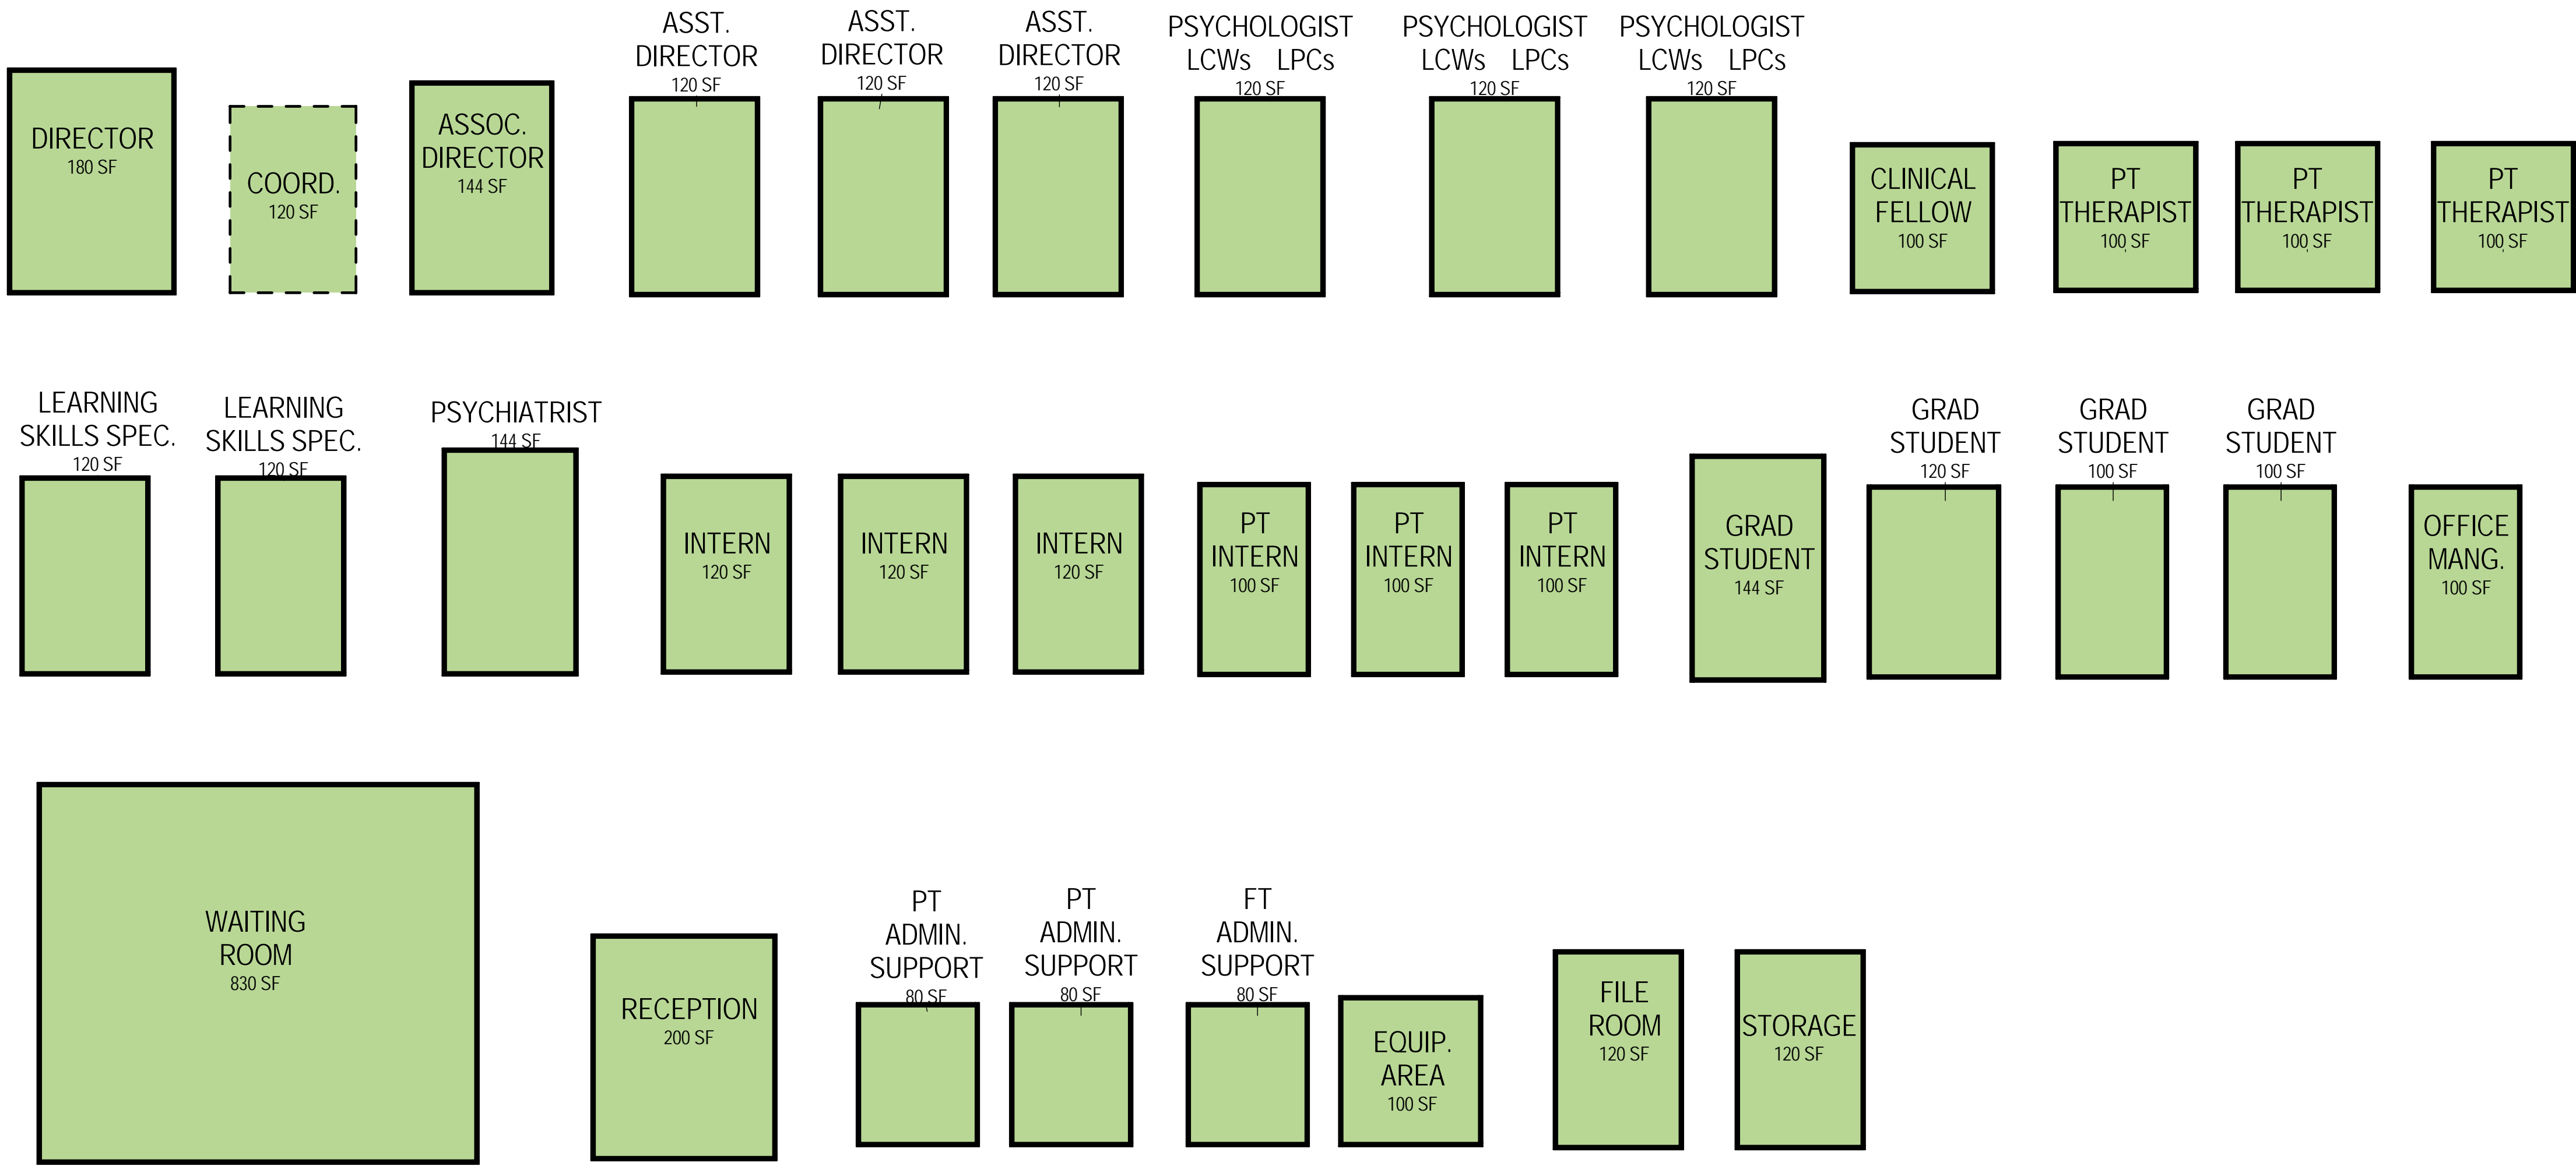 DIRECTOR
180 SF
COORD.
120 SF
ASSOC.
DIRECTOR
144 SF
ASST.
DIRECTOR
120 SF
ASST.
DIRECTOR
120 SF
ASST.
DIRECTOR
120 SF
PSYCHOLOGIST
LCWs LPCs
120 SF
PSYCHOLOGIST
LCWs LPCs
120 SF
PSYCHOLOGIST
LCWs LPCs
120 SF
CLINICAL
FELLOW
100 SF
PT
THERAPIST
100 SF
PT
THERAPIST
100 SF
PT
THERAPIST
100 SF
LEARNING
SKILLS SPEC.
120 SF
LEARNING
SKILLS SPEC.
120 SF
PSYCHIATRIST
144 SF
INTERN
120 SF
INTERN
120 SF
INTERN
120 SF
PT
INTERN
100 SF
PT
INTERN
100 SF
PT
INTERN
100 SF
GRAD
STUDENT
144 SF
GRAD
STUDENT
120 SF
GRAD
STUDENT
100 SF
GRAD
STUDENT
100 SF
OFFICE
MANG.
100 SF
WAITING
ROOM
830 SF
RECEPTION
200 SF
PT
ADMIN.
SUPPORT
80 SF
PT
ADMIN.
SUPPORT
80 SF
FT
ADMIN.
SUPPORT
80 SF
EQUIP.
AREA
100 SF
FILE
ROOM
120 SF
STORAGE
120 SF